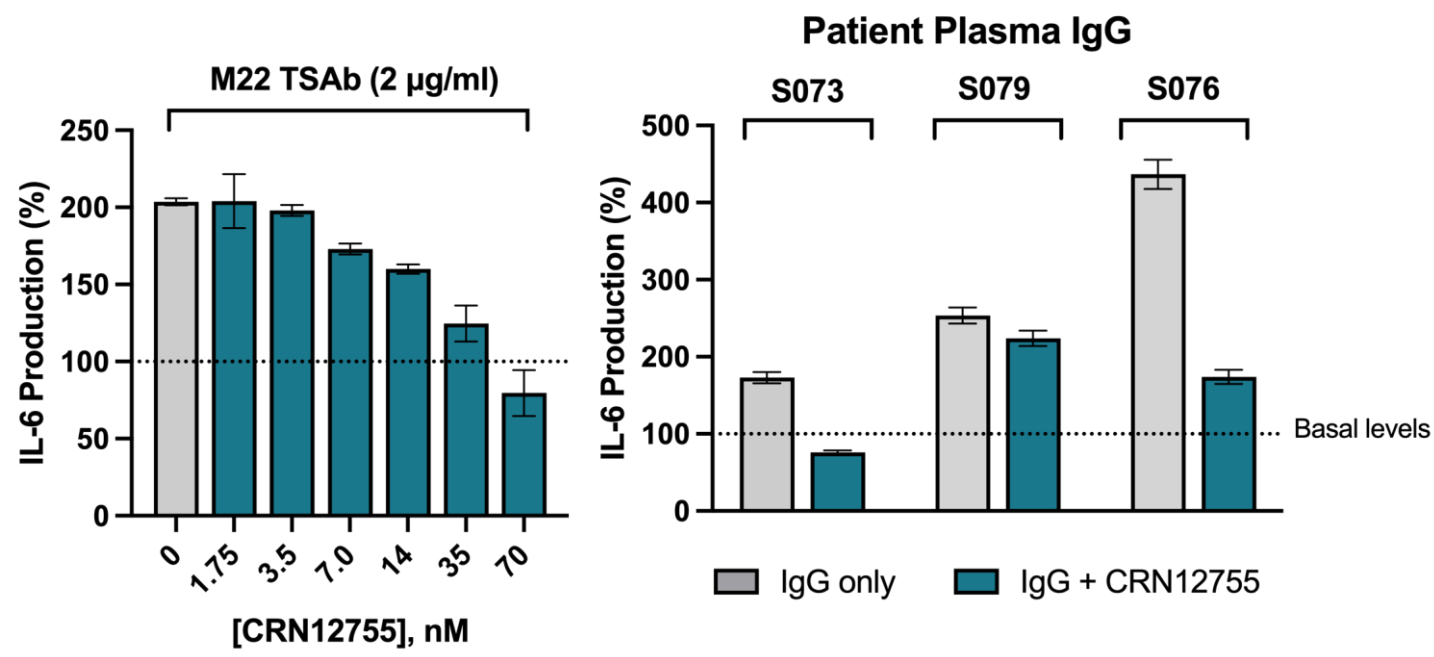 M22 TSAb (2 µg/ml)
IL-6 Production (%)
250
200
150
100
50
0
0
1.75
3.5
7.0
14
35
70
[CRN12755], nM
Patient Plasma IgG
S073
S079
S076
IL-6 Production (%)
500
400
300
200
100
0
Basal levels
IgG only
IgG + CRN12755